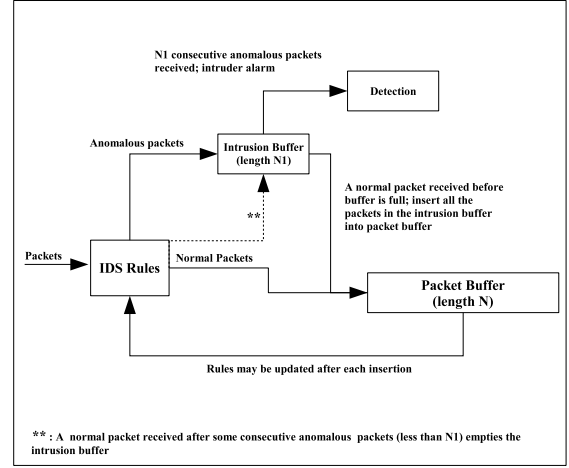 N1 consecutive anomalous packets
received; intruder alarm
Detection
Anomalous packets
Intrusion Buffer
(length N1)
A normal packet received before
buffer is full; insert all the
packets in the intrusion buffer
into packet buffer
**
Packets
IDS Rules
Normal Packets
Packet Buffer
(length N)
Rules may be updated after each insertion
** : A normal packet received after some consecutive anomalous packets (less than N1) empties the
intrusion buffer